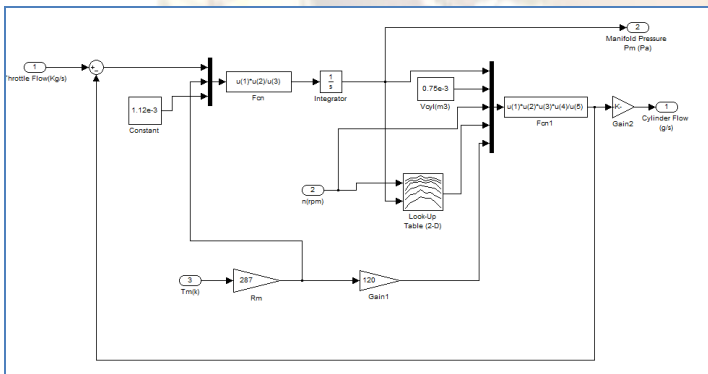 2
Manifold Pressure
Pm (Pa)
1
Throttle Flow(Kg/s)
+
-
1.12e-3
Constant
u(1)*u(2)/u(3)
Fcn
1
s
Integrator
0.75e-3
Vcyl(m3)
u(1)*u(2)*u(3)*u(4)/u(5)
Fcn1
-K-
Gain2
1
Cylinder Flow
(g/s)
2
n(rpm)
Look-Up
Table (2-D)
3
Tm(k)
287
Rm
120
Gain1